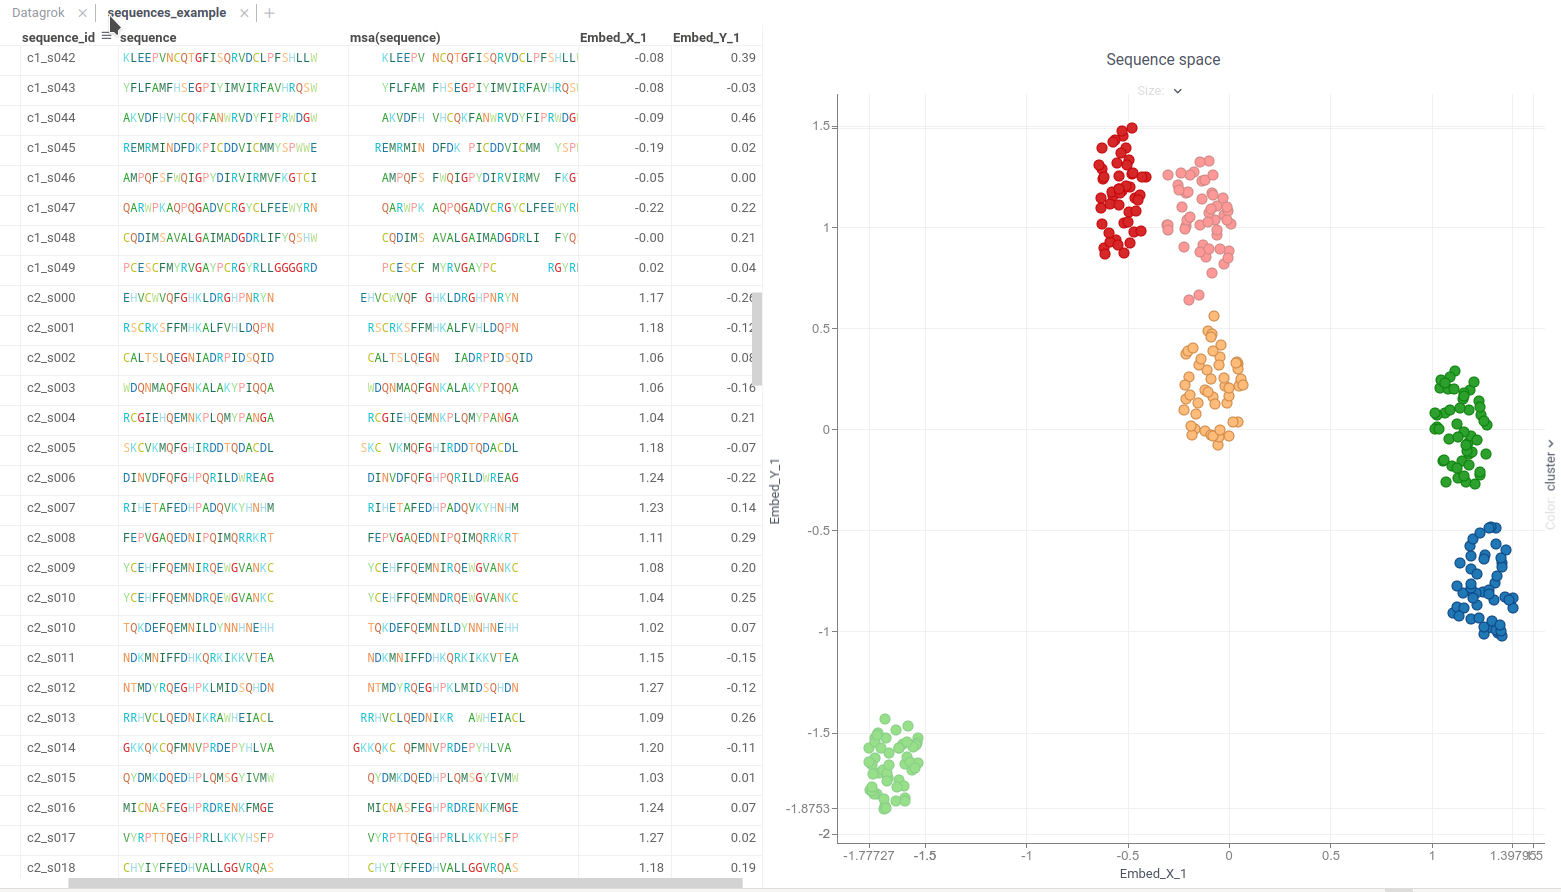 Datagrok × sequences_example × +
sequence_id sequence msa(sequence) Embed_X_1 Embed_Y_1
c1_s042 KLEEPVNCQTGFISQRVDCLPFSHLLW KLEEPV NCQTGFISQRVDCLPFSHLL -0.08 0.39
c1_s043 YFLFAMFHSEGPIYIMVIRFAVHRQSW YFLFAM FHSEGPIYIMVIRFAVHRQS -0.08 -0.03
c1_s044 AKVDFHVHCQKFANWRVDYFIPRWDGW AKVDFH VHCQKFANWRVDYFIPRWDG -0.09 0.46
c1_s045 REMRMINDFDKPICDDVICMMYSPWWE REMRMIN DFDK PICDDVICMM YSP -0.19 0.02
c1_s046 AMPQFSFWQIGPYDIRVIRMVFKGTCI AMPQFS FWQIGPYDIRVIRMV FKG -0.05 0.00
c1_s047 QARWPKAQPQGADVCRGYCLFEEWYRN QARWPK AQPQGADVCRGYCLFEEWYR -0.22 0.22
c1_s048 CQDIMSAVALGAIMADGDRLIFYQSHW CQDIMS AVALGAIMADGDRLI FYQ -0.00 0.21
c1_s049 PCESCFMYRVGAYPCRGYRLLGGGGRD PCESCF MYRVGAYPC RGYR 0.02 0.04
c2_s000 EHVCWVQFGHKLDRGHPNRYN EHVCWVQF GHKLDRGHPNRYN 1.17 -0.26
c2_s001 RSCRKSFFMHKALFVHLDQPN RSCRKSFFMHKALFVHLDQPN 1.18 -0.12
c2_s002 CALTSLQEGNIADRPIDSQID CALTSLQEGN IADRPIDSQID 1.06 0.08
c2_s003 WDQNMAQFGNKALAKYPIQQA WDQNMAQFGNKALAKYPIQQA 1.06 -0.16
c2_s004 RCGIEHQEMNKPLQMYPANGA RCGIEHQEMNKPLQMYPANGA 1.04 0.21
c2_s005 SKCVKMQFGHIRDDTQDACDL SKC VKMQFGHIRDDTQDACDL 1.18 -0.07
c2_s006 DINVDFQFGHPQRILDWREAG DINVDFQFGHPQRILDWREAG 1.24 -0.22
c2_s007 RIHETAFEDHPADQVKYHNHM RIHETAFEDHPADQVKYHNHM 1.23 0.14
c2_s008 FEPVGAQEDNIPQIMQRRKRT FEPVGAQEDNIPQIMQRRKRT 1.11 0.29
c2_s009 YCEHFFQEMNIRQEWGVANKC YCEHFFQEMNIRQEWGVANKC 1.08 0.20
c2_s010 YCEHFFQEMNDRQEWGVANKC YCEHFFQEMNDRQEWGVANKC 1.04 0.25
c2_s010 TQKDEFQEMNILDYNNHNEHH TQKDEFQEMNILDYNNHNEHH 1.02 0.07
c2_s011 NDKMNIFFDHKQRKIKKVTEA NDKMNIFFDHKQRKIKKVTEA 1.15 -0.15
c2_s012 NTMDYRQEGHPKLMIDSQHDN NTMDYRQEGHPKLMIDSQHDN 1.27 -0.12
c2_s013 RRHVCLQEDNIKRAWHEIACL RRHVCLQEDNIKR AWHEIACL 1.09 0.26
c2_s014 GKKQKCQFMNVPRDEPYHLVA GKKQKC QFMNVPRDEPYHLVA 1.20 -0.11
c2_s015 QYDMKDQEDHPLQMSGYIVMW QYDMKDQEDHPLQMSGYIVMW 1.03 0.01
c2_s016 MICNASFEGHPRDRENKFMGE MICNASFEGHPRDRENKFMGE 1.24 0.07
c2_s017 VYRPTTQEGHPRLLKKYHSFP VYRPTTQEGHPRLLKKYHSFP 1.27 0.02
c2_s018 CHYIYFFEDHVALLGGVRQAS CHYIYFFEDHVALLGGVRQAS 1.18 0.19
Sequence space
Size:
1.5
1
0.5
0
-0.5
-1
-1.5
-1.8753
-2
Embed_Y_1
-1.77727 -1.5 -1 -0.5 0 0.5 1
Embed_X_1
Color: cluster